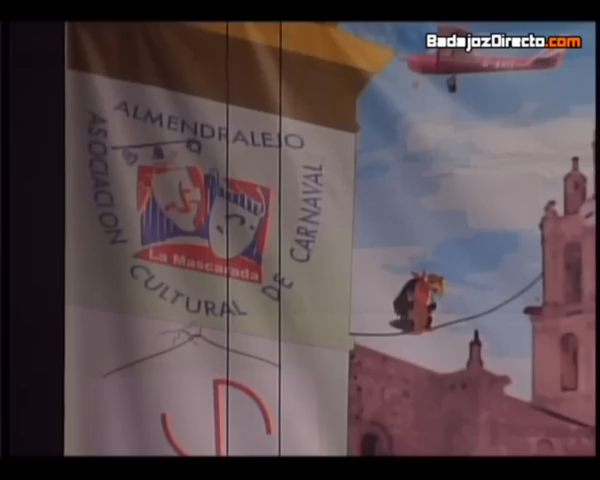 BadajozDirecto.com
ALMENDRALEJO
ASOCIACION
CULTURAL
DE
CARNAVAL
La Mascarada